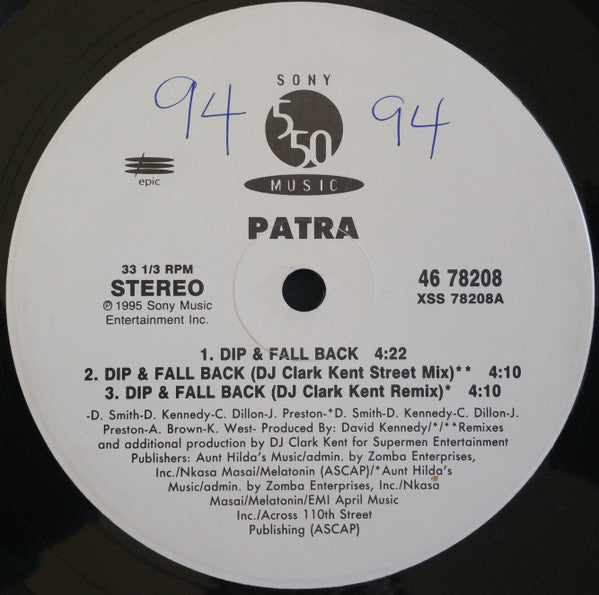 SONY
94 94
5 50
MUSIC
epic
PATRA
33 1/3 RPM
STEREO
℗ 1995 Sony Music
Entertainment Inc.
46 78208
XSS 78208A
1. DIP & FALL BACK 4:22
2. DIP & FALL BACK (DJ Clark Kent Street Mix)** 4:10
3. DIP & FALL BACK (DJ Clark Kent Remix)* 4:10
-D. Smith-D. Kennedy-C. Dillon-J. Preston-*D. Smith-D. Kennedy-C. Dillon-J.
Preston-A. Brown-K. West- Produced By: David Kennedy/*/**Remixes
and additional production by DJ Clark Kent for Supermen Entertainment
Publishers: Aunt Hilda's Music/admin. by Zomba Enterprises,
Inc./Nkasa Masai/Melatonin (ASCAP)/*Aunt Hilda's
Music/admin. by Zomba Enterprises, Inc./Nkasa
Masai/Melatonin/EMI April Music
Inc./Across 110th Street
Publishing (ASCAP)